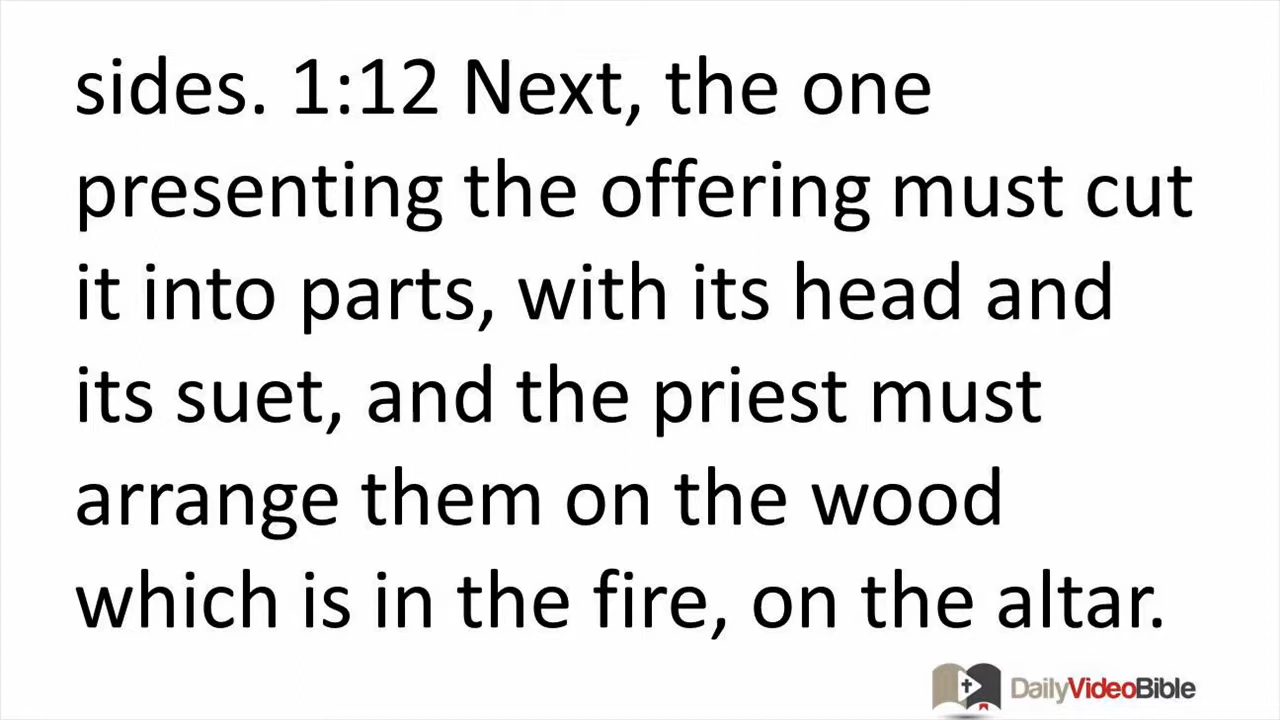 sides. 1:12 Next, the one
presenting the offering must cut
it into parts, with its head and
its suet, and the priest must
arrange them on the wood
which is in the fire, on the altar.
DailyVideoBible